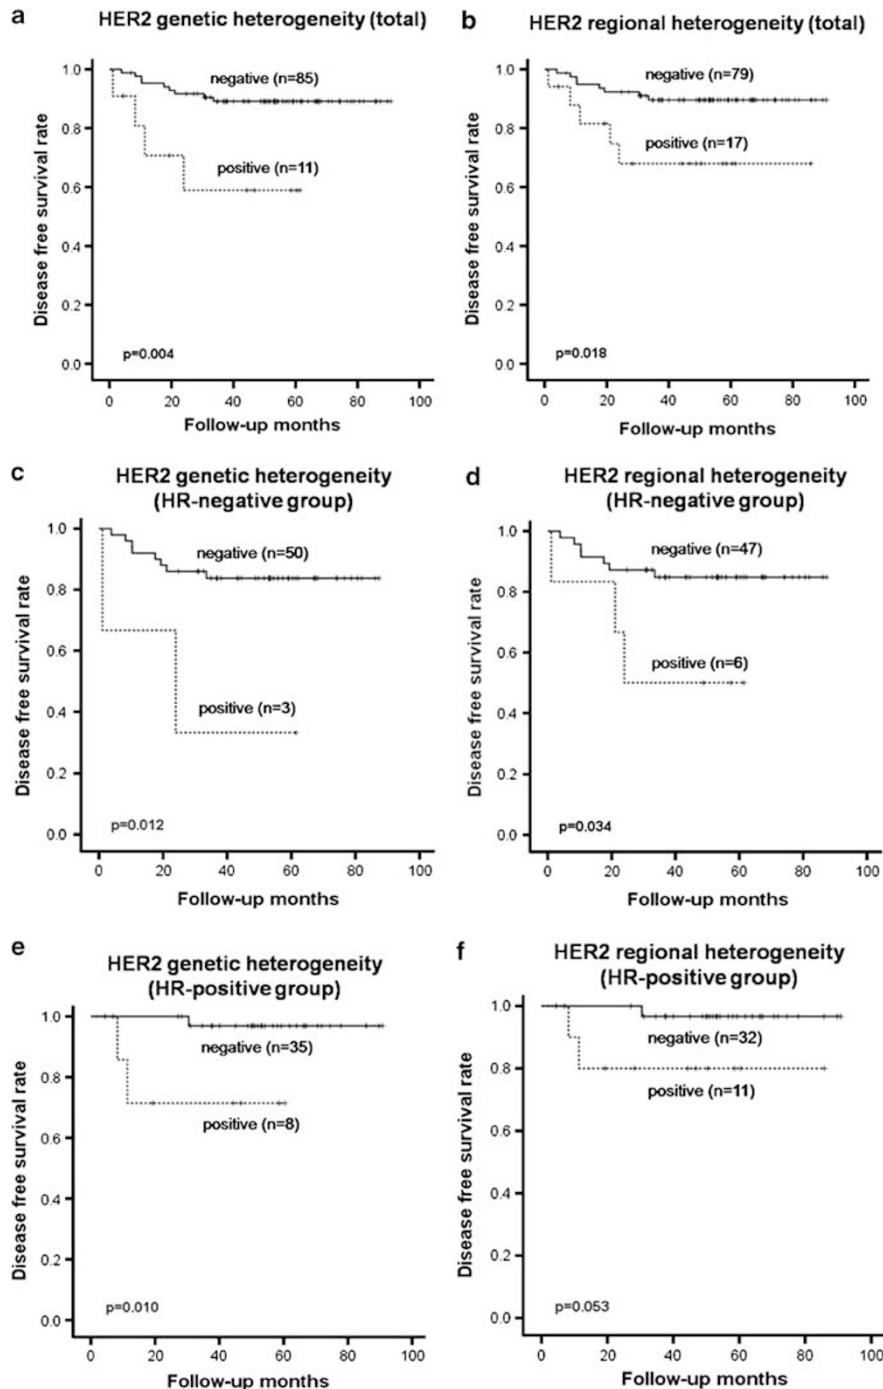 a
HER2 genetic heterogeneity (total)
Disease free survival rate
1.0
0.8
0.6
0.4
0.2
0.0
negative (n=85)
positive (n=11)
p=0.004
0 20 40 60 80 100
Follow-up months
b
HER2 regional heterogeneity (total)
Disease free survival rate
1.0
0.8
0.6
0.4
0.2
0.0
negative (n=79)
positive (n=17)
p=0.018
0 20 40 60 80 100
Follow-up months
c
HER2 genetic heterogeneity
(HR-negative group)
Disease free survival rate
1.0
0.8
0.6
0.4
0.2
0.0
negative (n=50)
positive (n=3)
p=0.012
0 20 40 60 80 100
Follow-up months
d
HER2 regional heterogeneity
(HR-negative group)
Disease free survival rate
1.0
0.8
0.6
0.4
0.2
0.0
negative (n=47)
positive (n=6)
p=0.034
0 20 40 60 80 100
Follow-up months
e
HER2 genetic heterogeneity
(HR-positive group)
Disease free survival rate
1.0
0.8
0.6
0.4
0.2
0.0
negative (n=35)
positive (n=8)
p=0.010
0 20 40 60 80 100
Follow-up months
f
HER2 regional heterogeneity
(HR-positive group)
Disease free survival rate
1.0
0.8
0.6
0.4
0.2
0.0
negative (n=32)
positive (n=11)
p=0.053
0 20 40 60 80 100
Follow-up months